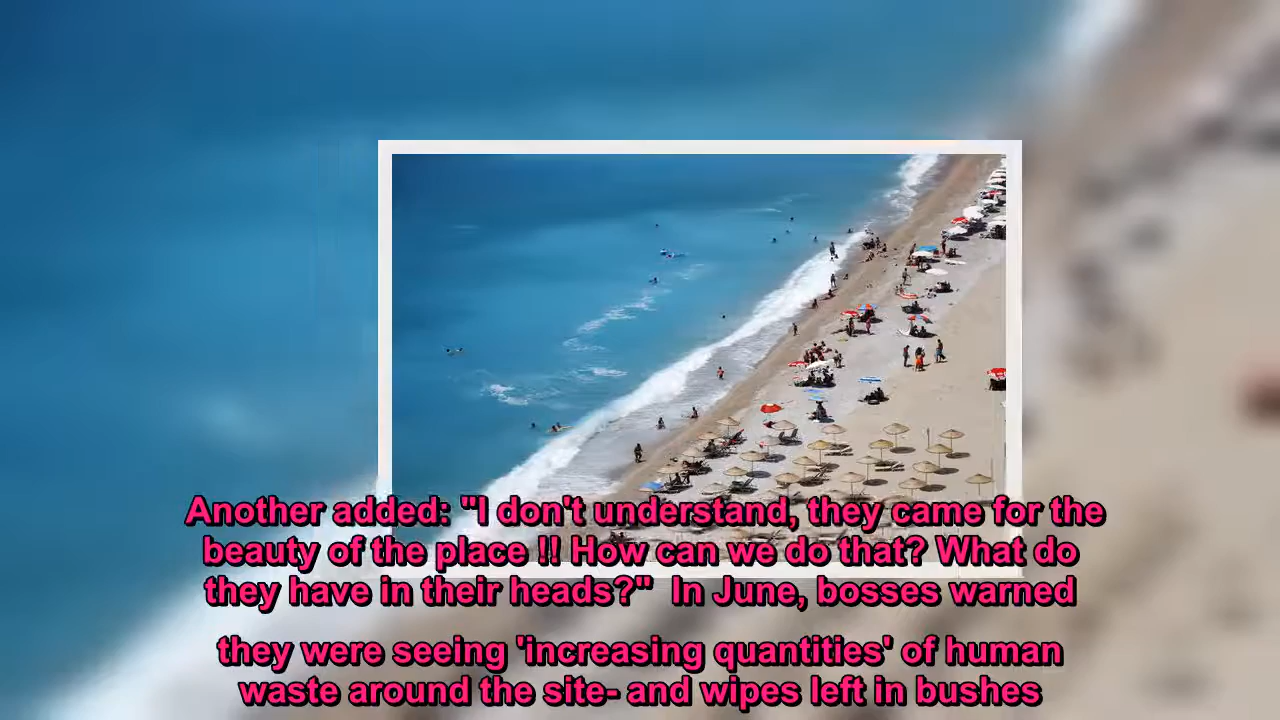 Another added: "I don't understand, they came for the
beauty of the place !! How can we do that? What do
they have in their heads?"  In June, bosses warned
they were seeing 'increasing quantities' of human
waste around the site- and wipes left in bushes